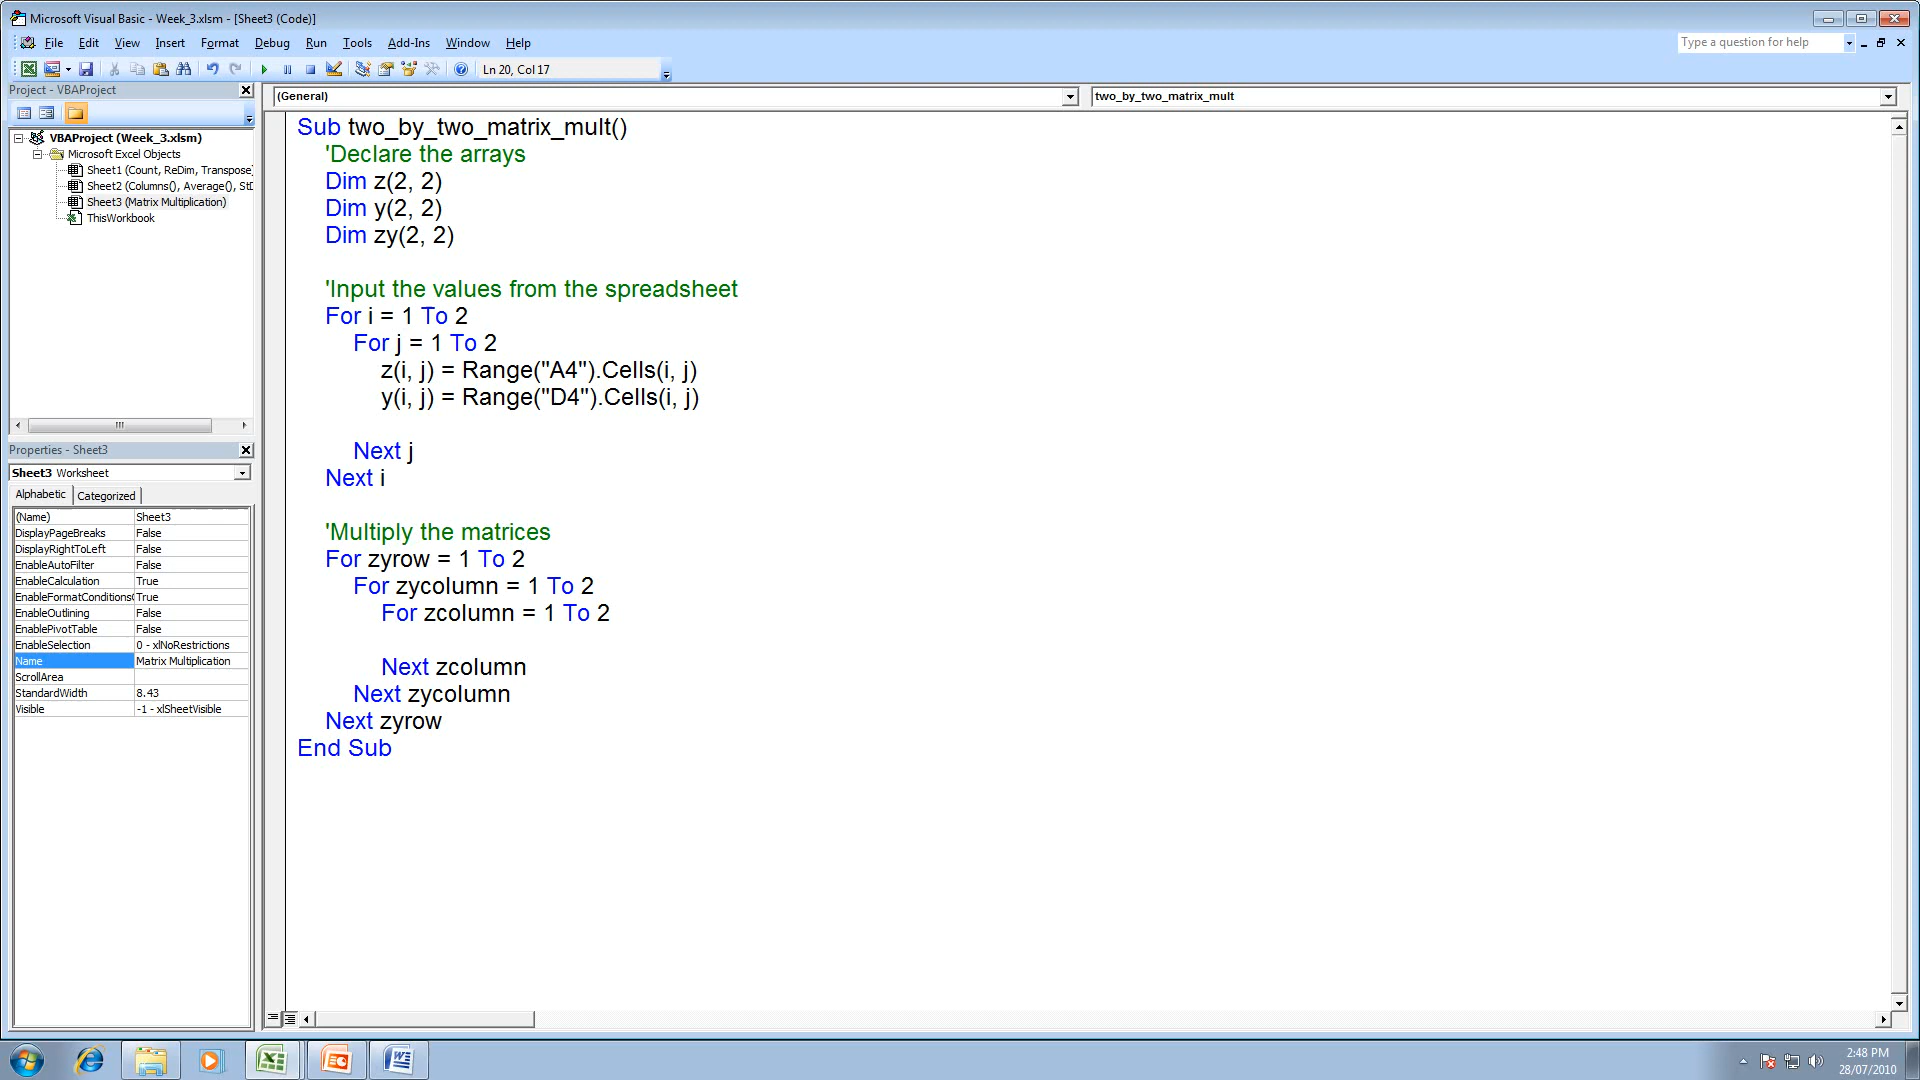 Microsoft Visual Basic - Week_3.xlsm - [Sheet3 (Code)]
File Edit View Insert Format Debug Run Tools Add-Ins Window Help
Type a question for help
Ln 20, Col 17
Project - VBAProject
(General)
two_by_two_matrix_mult
VBAProject (Week_3.xlsm)
Microsoft Excel Objects
Sheet1 (Count, ReDim, Transpose)
Sheet2 (Columns(), Average(), StD
Sheet3 (Matrix Multiplication)
ThisWorkbook
Properties - Sheet3
Sheet3 Worksheet
Alphabetic Categorized
(Name) Sheet3
DisplayPageBreaks False
DisplayRightToLeft False
EnableAutoFilter False
EnableCalculation True
EnableFormatConditionsC True
EnableOutlining False
EnablePivotTable False
EnableSelection 0 - xlNoRestrictions
Name Matrix Multiplication
ScrollArea
StandardWidth 8.43
Visible -1 - xlSheetVisible
Sub two_by_two_matrix_mult()
'Declare the arrays
Dim z(2, 2)
Dim y(2, 2)
Dim zy(2, 2)
'Input the values from the spreadsheet
For i = 1 To 2
For j = 1 To 2
z(i, j) = Range("A4").Cells(i, j)
y(i, j) = Range("D4").Cells(i, j)
Next j
Next i
'Multiply the matrices
For zyrow = 1 To 2
For zycolumn = 1 To 2
For zcolumn = 1 To 2
Next zcolumn
Next zycolumn
Next zyrow
End Sub
2:48 PM
28/07/2010